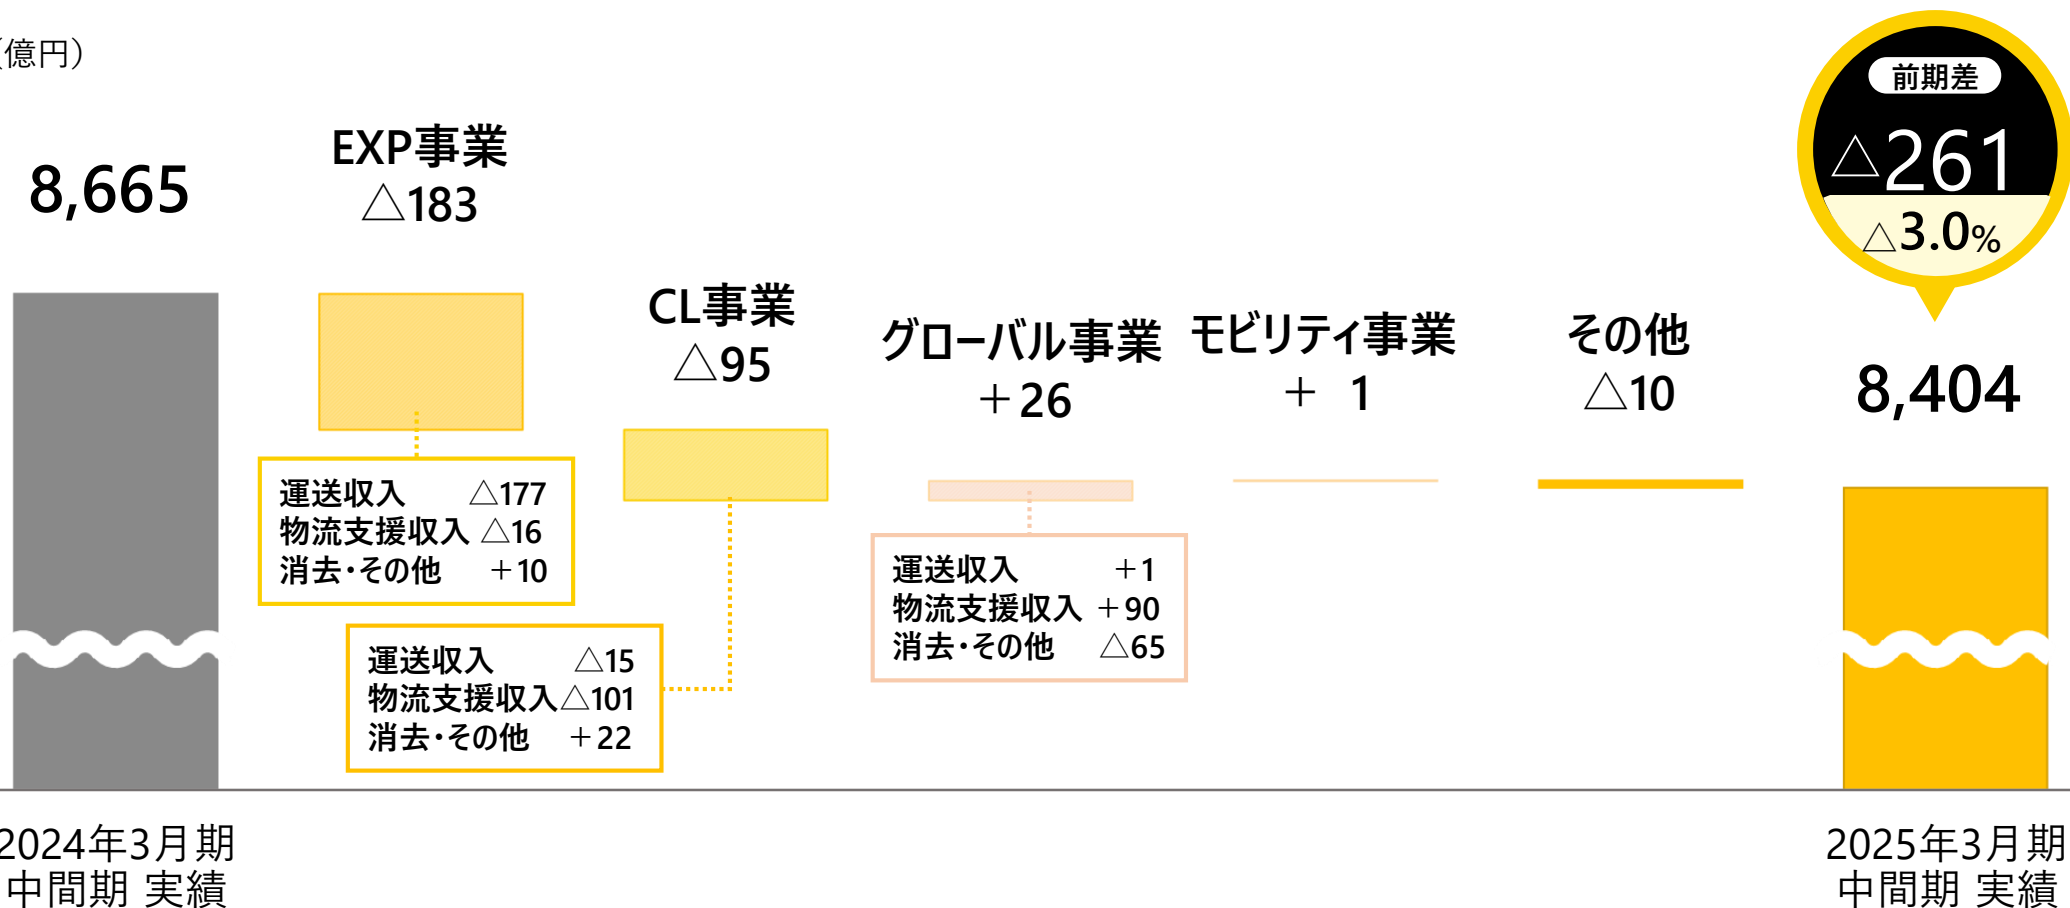 (億円)
8,665
EXP事業
△183
運送収入 △177
物流支援収入 △16
消去・その他 +10
CL事業
△95
運送収入 △15
物流支援収入 △101
消去・その他 +22
グローバル事業
+26
運送収入 +1
物流支援収入 +90
消去・その他 △65
モビリティ事業
+ 1
その他
△10
前期差
△261
△3.0%
8,404
2024年3月期
中間期 実績
2025年3月期
中間期 実績